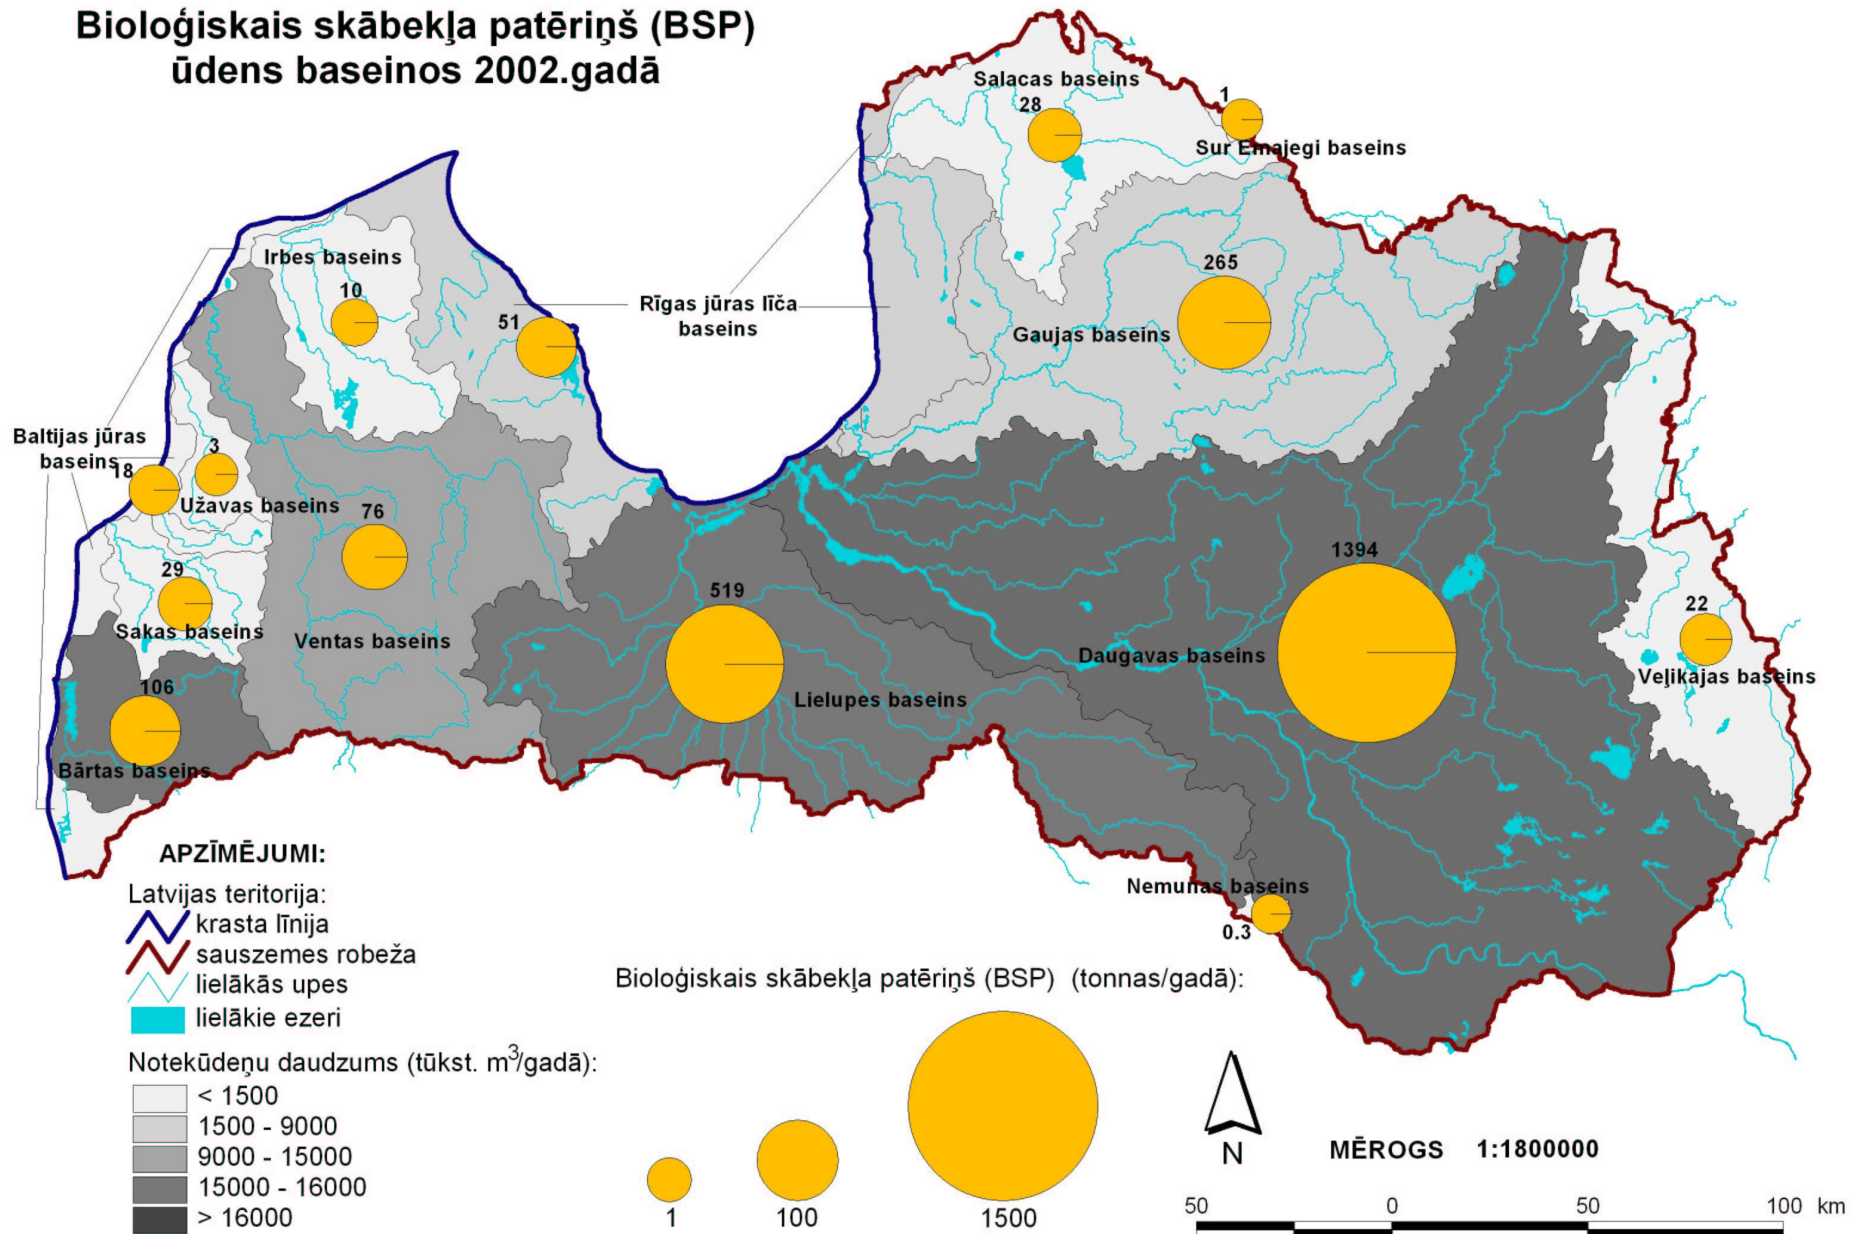 Bioloģiskais skābekļa patēriņš (BSP)
ūdens baseinos 2002.gadā
Salacas baseins
28
1
Sur Emajegi baseins
Irbes baseins
10
51
Rīgas jūras līča
baseins
265
Gaujas baseins
Baltijas jūras
baseins
18
3
Užavas baseins
76
29
Sakas baseins
Ventas baseins
519
1394
22
Daugavas baseins
Veļikajas baseins
106
Lielupes baseins
Bārtas baseins
Nemunas baseins
0.3
APZĪMĒJUMI:
Latvijas teritorija:
krasta līnija
sauszemes robeža
lielākās upes
lielākie ezeri
Notekūdeņu daudzums (tūkst. m³/gadā):
< 1500
1500 - 9000
9000 - 15000
15000 - 16000
> 16000
Bioloģiskais skābekļa patēriņš (BSP) (tonnas/gadā):
1 100 1500
N
MĒROGS 1:1800000
50 0 50 100 km